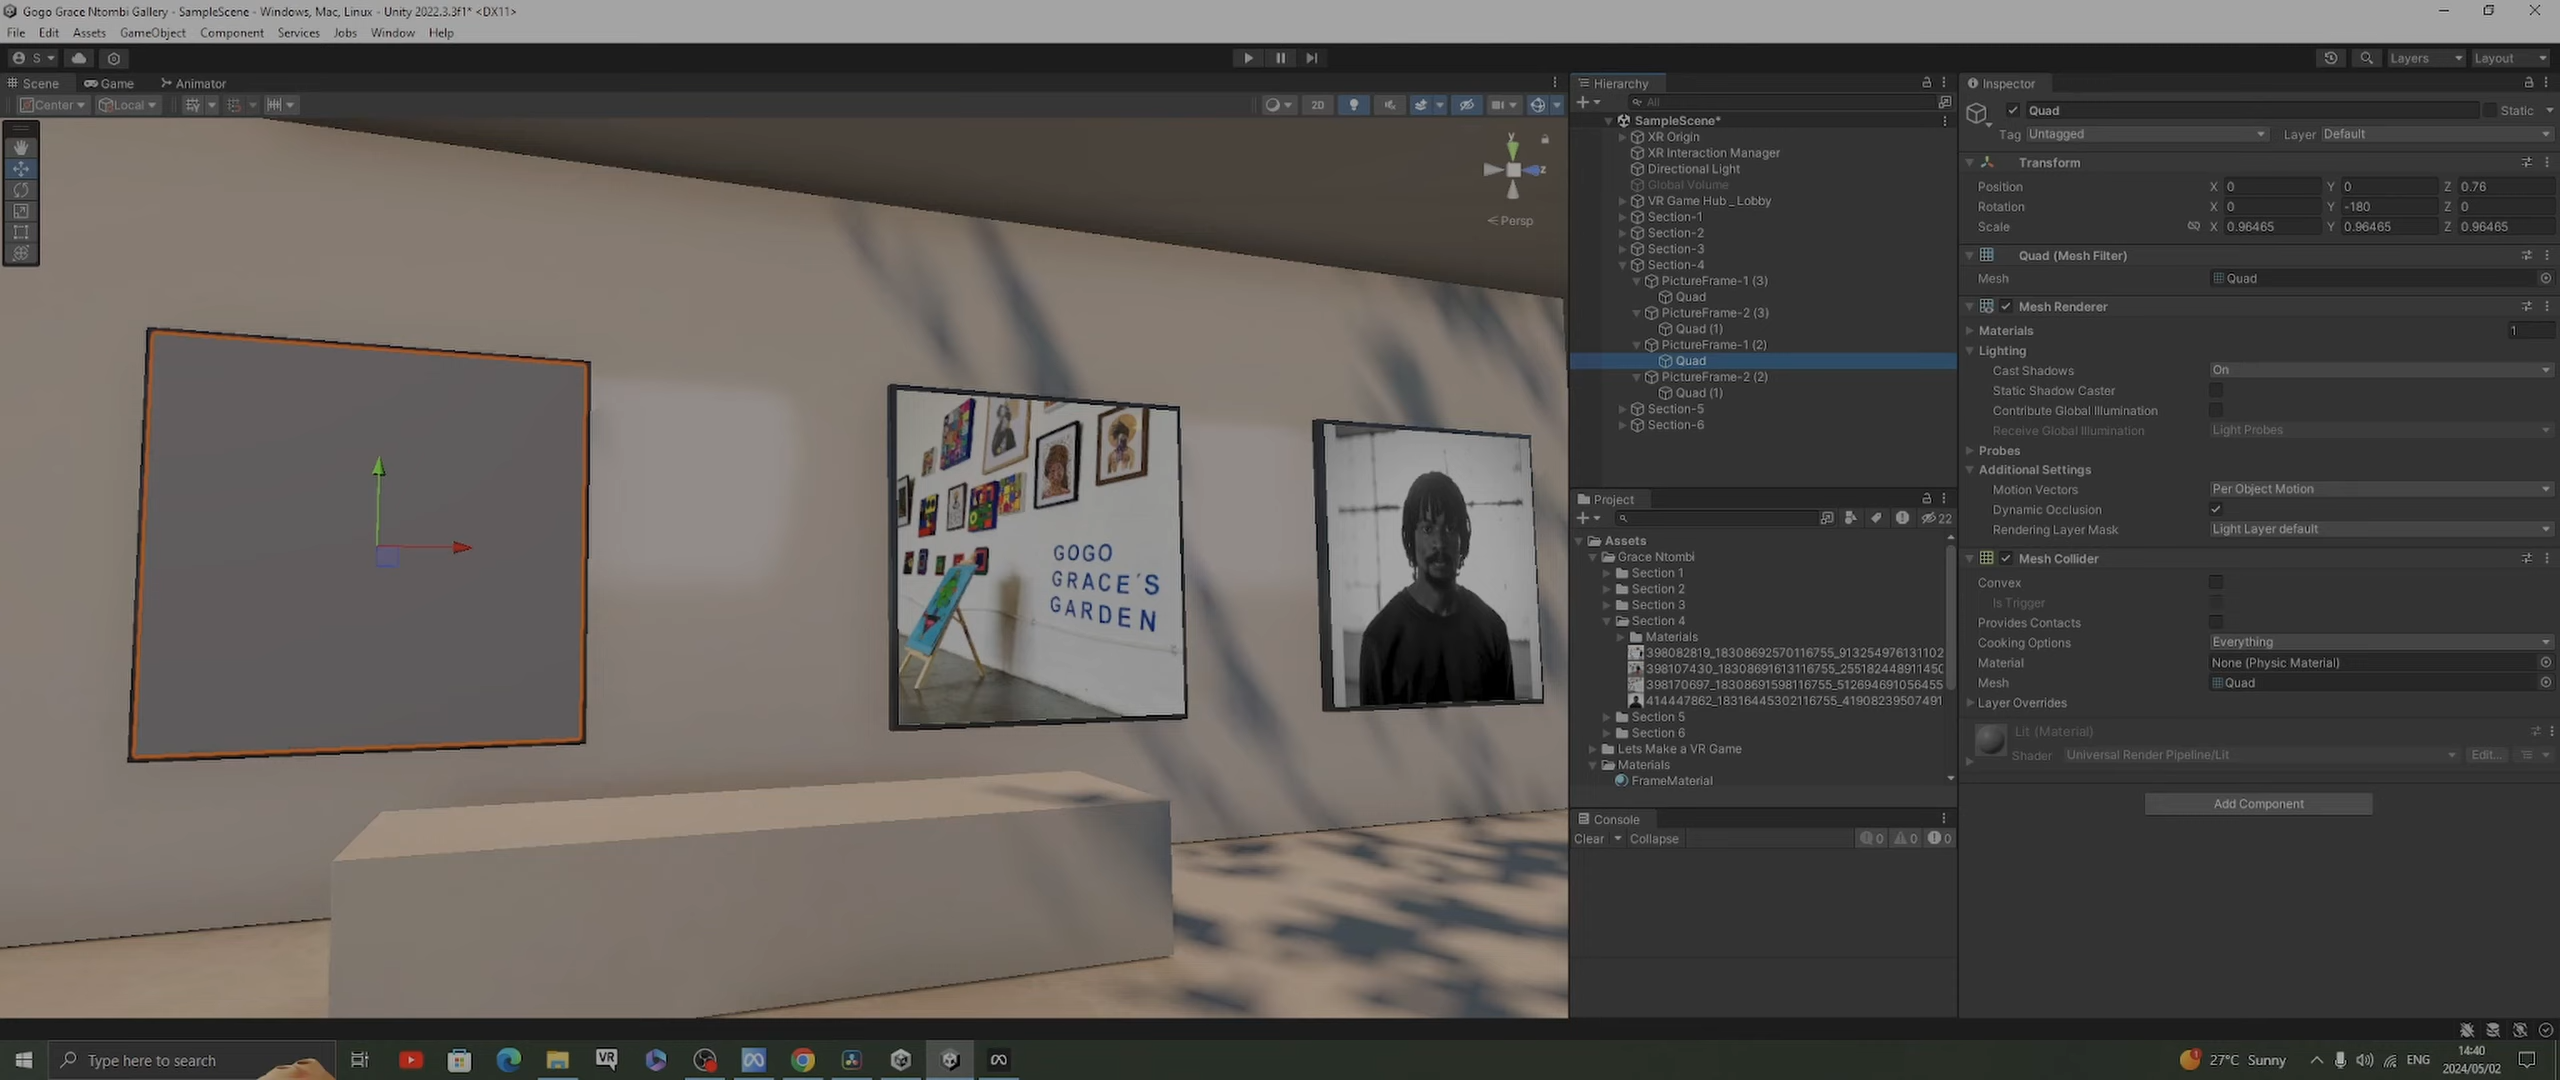 Gogo Grace Ntombi Gallery - SampleScene - Windows, Mac, Linux - Unity 2022.3.3f1* <DX11>
File Edit Assets GameObject Component Services Jobs Window Help
S Layers Layout
Scene Game Animator
Center Local 2D
y
z
Persp
GOGO
GRACE'S
GARDEN
Hierarchy
All
SampleScene*
XR Origin
XR Interaction Manager
Directional Light
Global Volume
VR Game Hub _ Lobby
Section-1
Section-2
Section-3
Section-4
PictureFrame-1 (3)
Quad
PictureFrame-2 (3)
Quad (1)
PictureFrame-1 (2)
Quad
PictureFrame-2 (2)
Quad (1)
Section-5
Section-6
Project
22
Assets
Grace Ntombi
Section 1
Section 2
Section 3
Section 4
Materials
398082819_18308692570116755_913254976131102
398107430_18308691613116755_255182448911450
398170697_18308691598116755_512694691056455
414447862_18316445302116755_419082395074910
Section 5
Section 6
Lets Make a VR Game
Materials
FrameMaterial
Console
Clear Collapse 0 0 0
Inspector
Quad Static
Tag Untagged Layer Default
Transform
Position X 0 Y 0 Z 0.76
Rotation X 0 Y -180 Z 0
Scale X 0.96465 Y 0.96465 Z 0.96465
Quad (Mesh Filter)
Mesh Quad
Mesh Renderer
Materials 1
Lighting
Cast Shadows On
Static Shadow Caster
Contribute Global Illumination
Receive Global Illumination Light Probes
Probes
Additional Settings
Motion Vectors Per Object Motion
Dynamic Occlusion
Rendering Layer Mask Light Layer default
Mesh Collider
Convex
Is Trigger
Provides Contacts
Cooking Options Everything
Material None (Physic Material)
Mesh Quad
Layer Overrides
Lit (Material)
Shader Universal Render Pipeline/Lit Edit...
Add Component
Type here to search VR 27°C Sunny ENG 14:40
2024/05/02